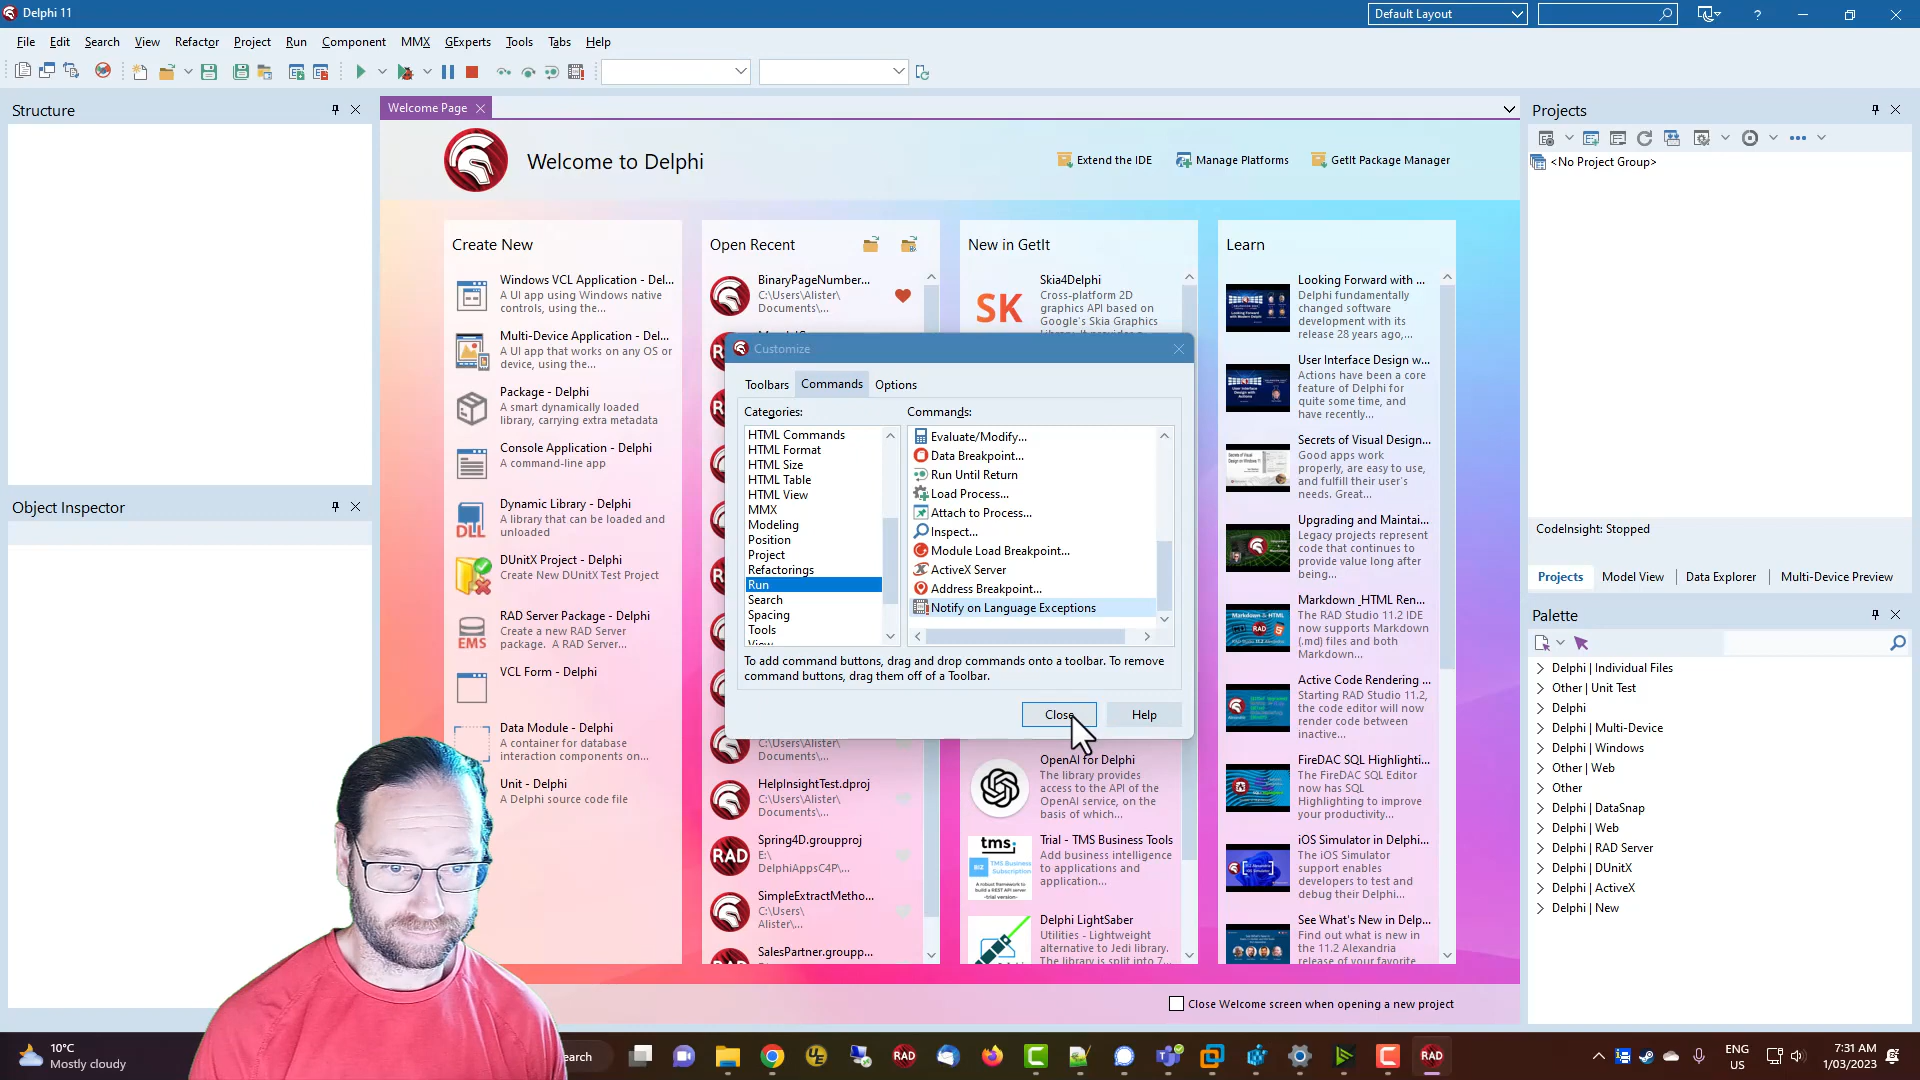 Delphi 11
Default Layout
File Edit Search View Refactor Project Run Component MMX GExperts Tools Tabs Help
Structure
Welcome Page
Welcome to Delphi
Extend the IDE
Manage Platforms
GetIt Package Manager
Create New
Windows VCL Application - Del...
A UI app using Windows native
controls, using the...
Multi-Device Application - Del...
A UI app that works on any OS or
device, using the...
Package - Delphi
A smart dynamically loaded
library, carrying extra metadata
Console Application - Delphi
A command-line app
Dynamic Library - Delphi
A library that can be loaded and
unloaded
DLL
DUnitX Project - Delphi
Create New DUnitX Test Project
RAD Server Package - Delphi
Create a new RAD Server
package. A RAD Server...
EMS
VCL Form - Delphi
Data Module - Delphi
A container for database
interaction components on...
Unit - Delphi
A Delphi source code file
Open Recent
BinaryPageNumber...
C:\Users\Alister\
Documents\...
Documents\...
HelpInsightTest.dproj
C:\Users\Alister\
Documents\...
Spring4D.groupproj
E:\
DelphiAppsC4P\...
RAD
SimpleExtractMetho...
C:\Users\
Alister\...
SalesPartner.groupp...
New in GetIt
Skia4Delphi
Cross-platform 2D
graphics API based on
Google's Skia Graphics
SK
OpenAI for Delphi
The library provides
access to the API of the
OpenAI service, on the
basis of which...
Trial - TMS Business Tools
Add business intelligence
to applications and
application...
tms;
Delphi LightSaber
Utilities - Lightweight
alternative to Jedi library.
The library is split into 7...
Learn
Looking Forward with ...
Delphi fundamentally
changed software
development with its
release 28 years ago,...
User Interface Design w...
Actions have been a core
feature of Delphi for
quite some time, and
have recently...
Secrets of Visual Design...
Good apps work
properly, are easy to use,
and fulfill their user's
needs. Great...
Upgrading and Maintai...
Legacy projects represent
code that continues to
provide value long after
being...
Markdown _HTML Ren...
The RAD Studio 11.2 IDE
now supports Markdown
(.md) files and both
Markdown...
Active Code Rendering ...
Starting RAD Studio 11.2,
the code editor will now
render code between
inactive...
FireDAC SQL Highlighti...
The FireDAC SQL Editor
now has SQL
Highlighting to improve
your productivity...
iOS Simulator in Delphi...
The iOS Simulator
support enables
developers to test and
debug their Delphi...
See What's New in Delp...
Find out what is new in
the 11.2 Alexandria
release of your favorite
Close Welcome screen when opening a new project
Customize
Toolbars Commands Options
Categories:
HTML Commands
HTML Format
HTML Size
HTML Table
HTML View
MMX
Modeling
Position
Project
Refactorings
Run
Search
Spacing
Tools
View
Commands:
Evaluate/Modify...
Data Breakpoint...
Run Until Return
Load Process...
Attach to Process...
Inspect...
Module Load Breakpoint...
ActiveX Server
Address Breakpoint...
Notify on Language Exceptions
To add command buttons, drag and drop commands onto a toolbar. To remove
command buttons, drag them off of a Toolbar.
Close
Help
Object Inspector
Projects
<No Project Group>
CodeInsight: Stopped
Projects Model View Data Explorer Multi-Device Preview
Palette
Delphi | Individual Files
Other | Unit Test
Delphi
Delphi | Multi-Device
Delphi | Windows
Other | Web
Other
Delphi | DataSnap
Delphi | Web
Delphi | RAD Server
Delphi | DUnitX
Delphi | ActiveX
Delphi | New
10°C
Mostly cloudy
earch
RAD
RAD
ENG
US
7:31 AM
1/03/2023